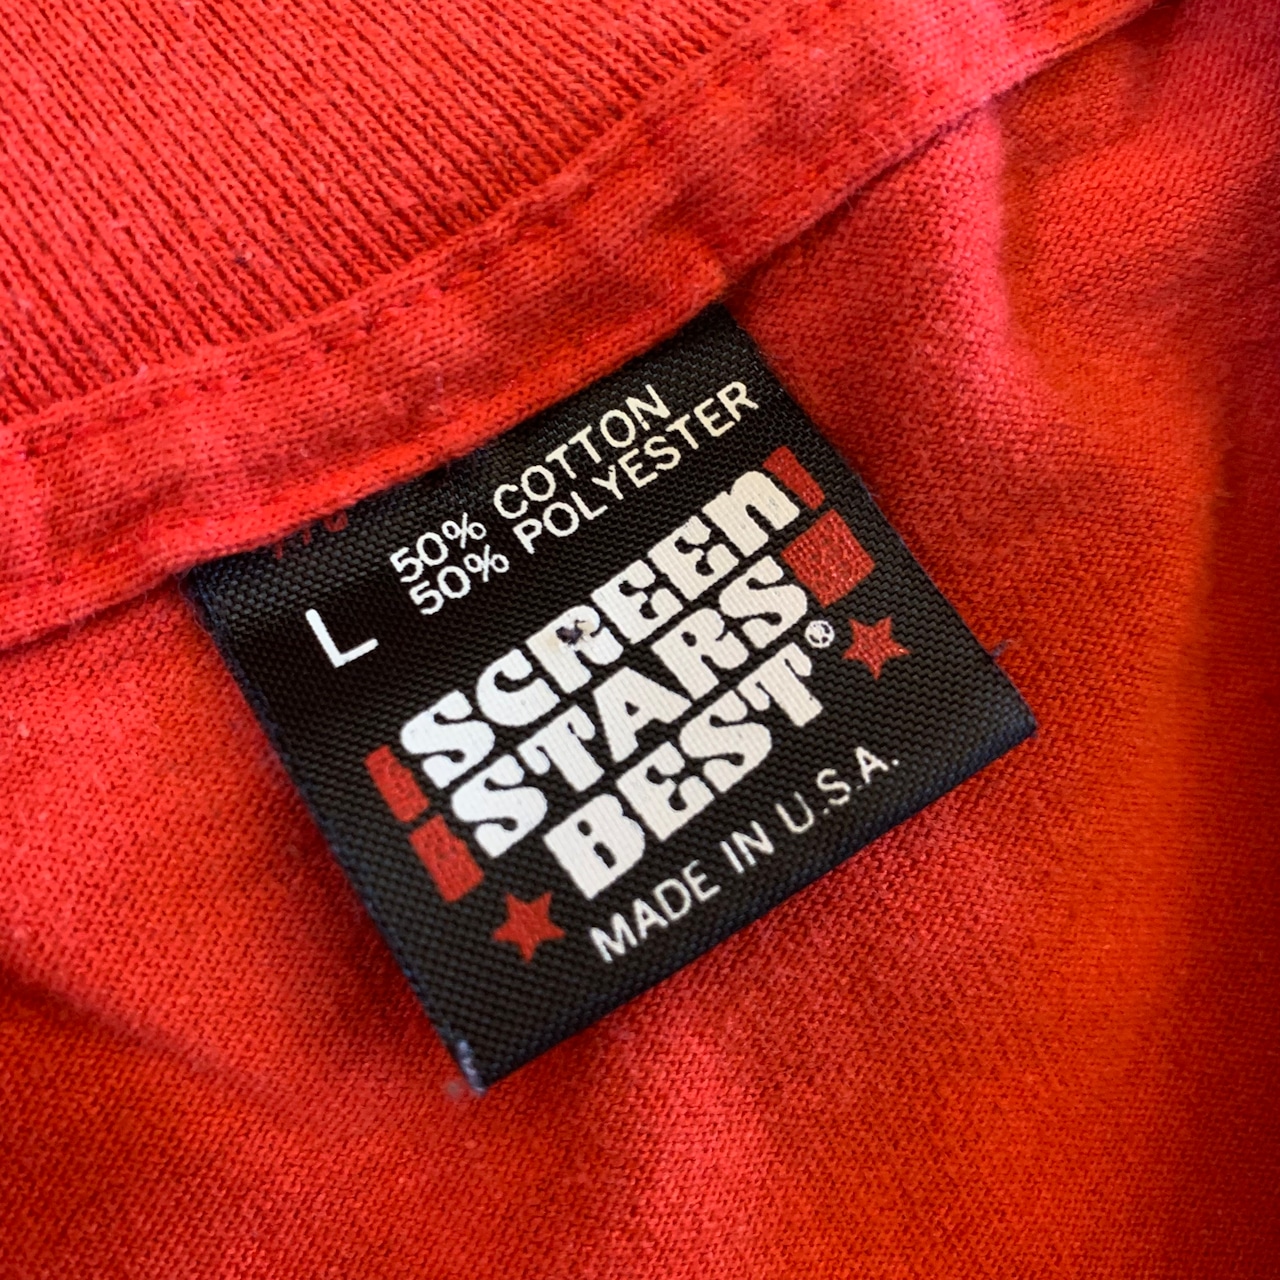 50% COTTON
50% POLYESTER
L
SCREEN
STARS
BEST®
MADE IN U.S.A.